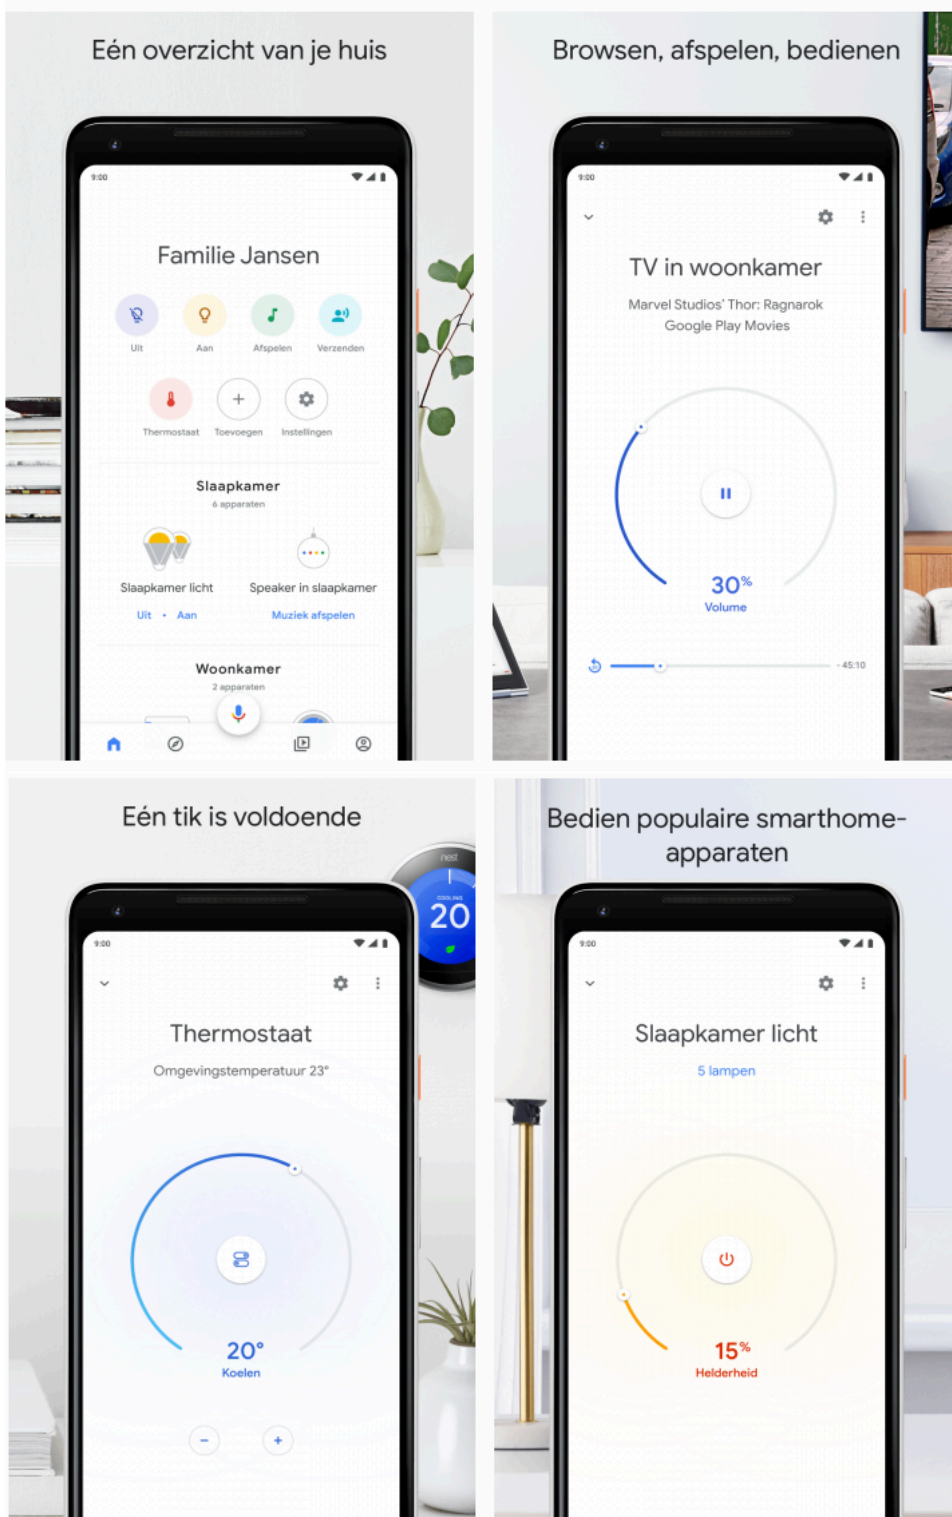 Eén overzicht van je huis
9:00
Familie Jansen
Uit
Aan
Afspelen
Verzenden
Thermostaat
Toevoegen
Instellingen
Slaapkamer
6 apparaten
Slaapkamer licht
Speaker in slaapkamer
Uit • Aan
Muziek afspelen
Woonkamer
2 apparaten
Browsen, afspelen, bedienen
9:00
TV in woonkamer
Marvel Studios' Thor: Ragnarok
Google Play Movies
30%
Volume
- 45:10
Eén tik is voldoende
nest
COOLING
20
9:00
Thermostaat
Omgevingstemperatuur 23°
20°
Koelen
Bedien populaire smarthome-
apparaten
9:00
Slaapkamer licht
5 lampen
15%
Helderheid